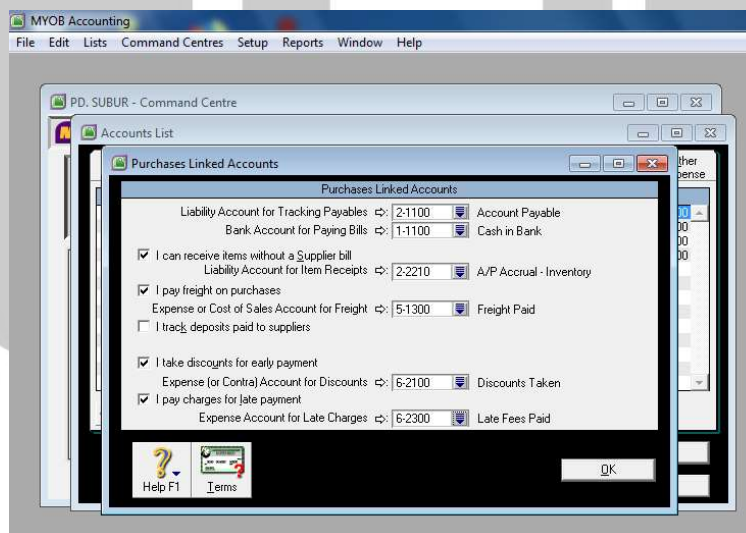 MYOB Accounting
File Edit Lists Command Centres Setup Reports Window Help
PD. SUBUR - Command Centre
Accounts List
Purchases Linked Accounts
Purchases Linked Accounts
Liability Account for Tracking Payables 2-1100 Account Payable
Bank Account for Paying Bills 1-1100 Cash in Bank
I can receive items without a Supplier bill
Liability Account for Item Receipts 2-2210 A/P Accrual - Inventory
I pay freight on purchases
Expense or Cost of Sales Account for Freight 5-1300 Freight Paid
I track deposits paid to suppliers
I take discounts for early payment
Expense (or Contra) Account for Discounts 6-2100 Discounts Taken
I pay charges for late payment
Expense Account for Late Charges 6-2300 Late Fees Paid
Help F1 Terms
OK